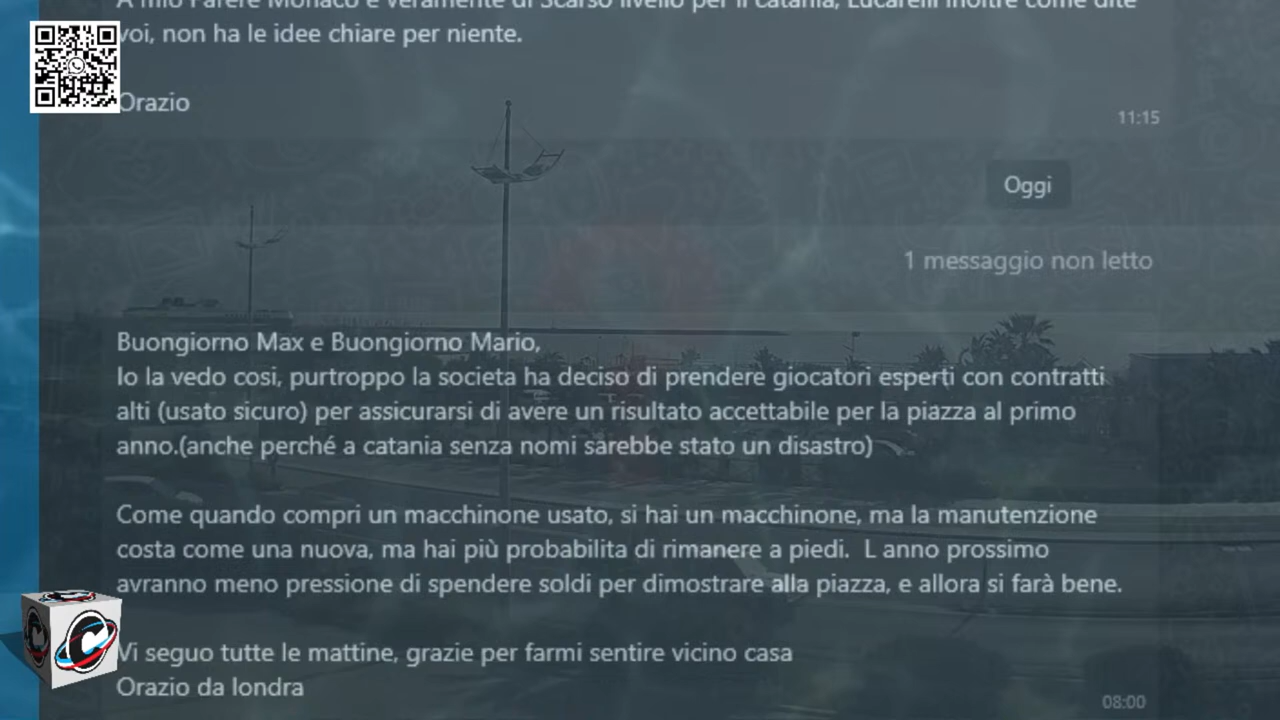 A mio Parere Monaco è veramente di Scarso livello per il catania, Lucarelli inoltre come dite
voi, non ha le idee chiare per niente.
Orazio
11:15
Oggi
1 messaggio non letto
Buongiorno Max e Buongiorno Mario,
Io la vedo cosi, purtroppo la societa ha deciso di prendere giocatori esperti con contratti
alti (usato sicuro) per assicurarsi di avere un risultato accettabile per la piazza al primo
anno.(anche perché a catania senza nomi sarebbe stato un disastro)
Come quando compri un macchinone usato, si hai un macchinone, ma la manutenzione
costa come una nuova, ma hai più probabilita di rimanere a piedi.  L anno prossimo
avranno meno pressione di spendere soldi per dimostrare alla piazza, e allora si farà bene.
Vi seguo tutte le mattine, grazie per farmi sentire vicino casa
Orazio da londra
08:00